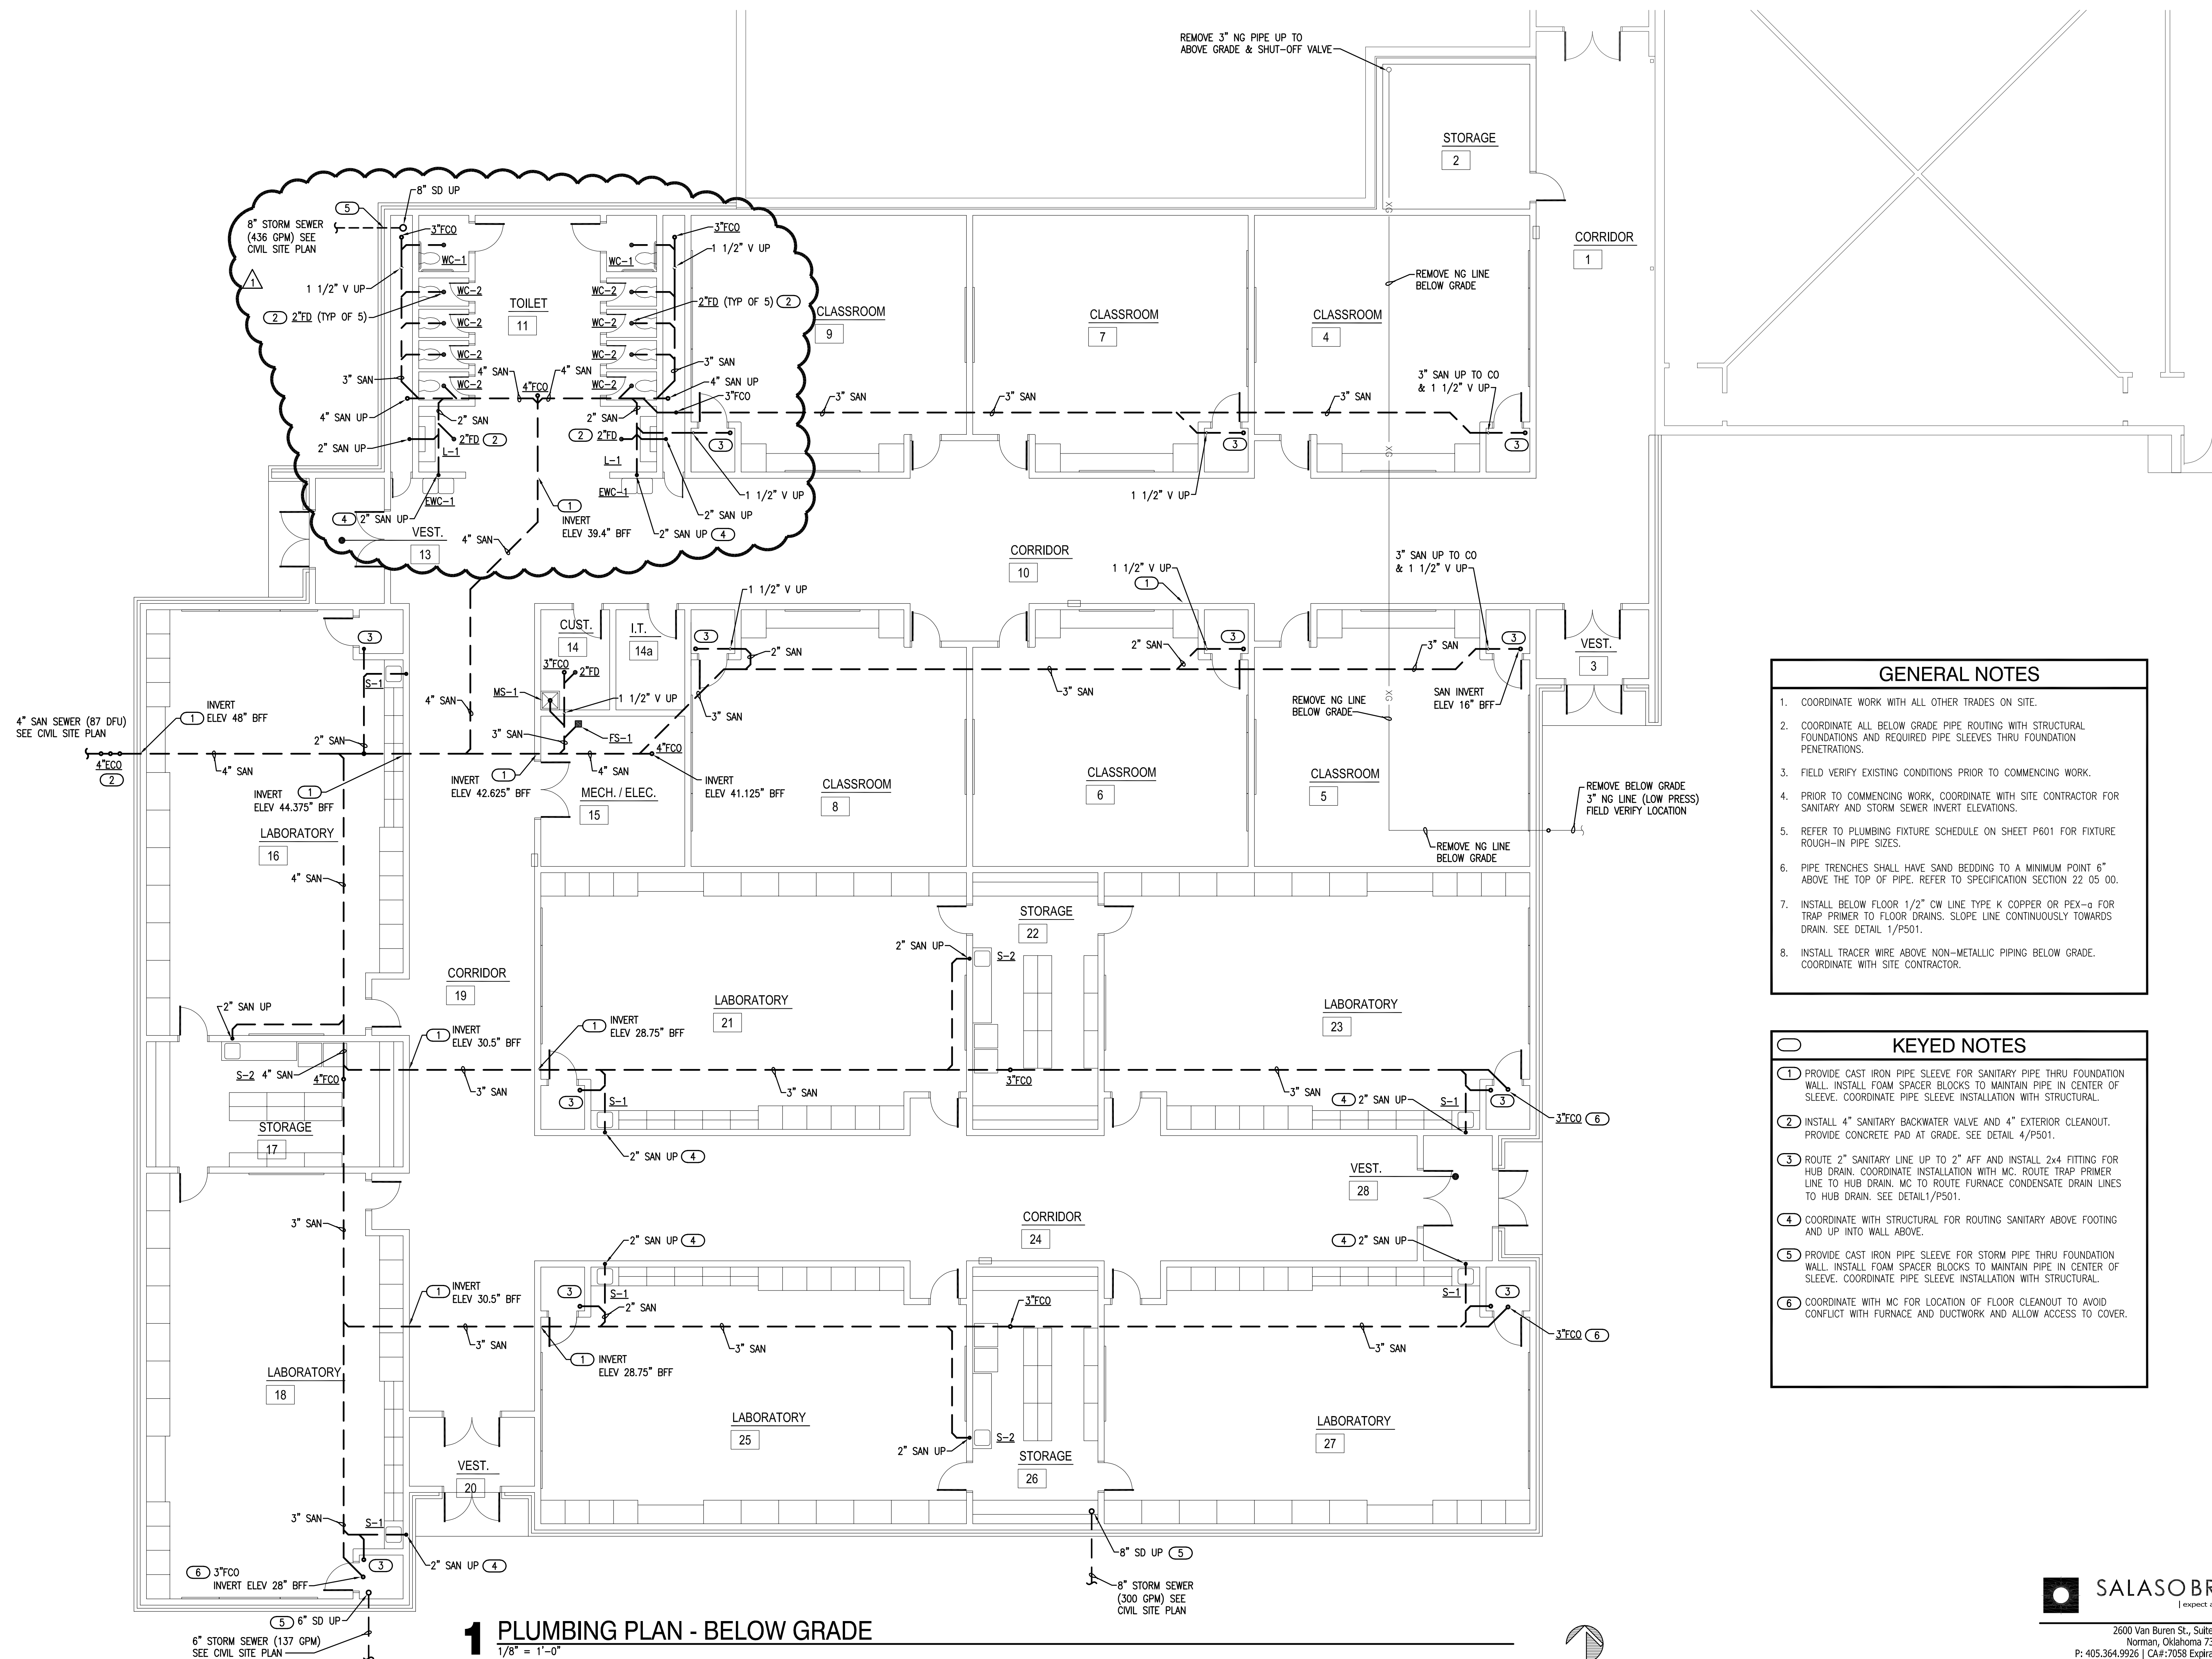 REMOVE 3" NG PIPE UP TO
ABOVE GRADE & SHUT-OFF VALVE
STORAGE
2
XG
CORRIDOR
1
8" SD UP
5
8" STORM SEWER
(436 GPM) SEE
CIVIL SITE PLAN
1
3"FCO
WC-1
WC-1
3"FCO
1 1/2" V UP
1 1/2" V UP
2 2"FD (TYP OF 5)
WC-2
WC-2
WC-2
WC-2
TOILET
11
WC-2
WC-2
WC-2
WC-2
2"FD (TYP OF 5) 2
CLASSROOM
9
CLASSROOM
7
CLASSROOM
4
REMOVE NG LINE
BELOW GRADE
3" SAN
4" SAN
4"FCO
4" SAN
3" SAN
4" SAN UP
3"FCO
4" SAN UP
2" SAN
2" SAN
3" SAN
3" SAN
3" SAN
3" SAN UP TO CO
& 1 1/2" V UP
2" SAN UP
2"FD 2
2 2"FD
3
3
3
XG
L-1
L-1
EWC-1
EWC-1
1 1/2" V UP
1 1/2" V UP
4 2" SAN UP
1
INVERT
ELEV 39.4" BFF
2" SAN UP
2" SAN UP 4
VEST.
13
4" SAN
CORRIDOR
10
1 1/2" V UP
1
3" SAN UP TO CO
& 1 1/2" V UP
1 1/2" V UP
CUST.
14
I.T.
14a
3
3
3
3
VEST.
3
2" SAN
2" SAN
3" SAN
3"FCO
2"FD
S-1
MS-1
1 1/2" V UP
3" SAN
3" SAN
XG
SAN INVERT
ELEV 16" BFF
REMOVE NG LINE
BELOW GRADE
4" SAN SEWER (87 DFU)
SEE CIVIL SITE PLAN
1 INVERT
ELEV 48" BFF
4" SAN
2" SAN
3" SAN
FS-1
4"FCO
4"ECO
2
4" SAN
4" SAN
INVERT 1
ELEV 44.375" BFF
INVERT 1
ELEV 42.625" BFF
INVERT
ELEV 41.125" BFF
MECH. / ELEC.
15
CLASSROOM
8
CLASSROOM
6
CLASSROOM
5
REMOVE BELOW GRADE
3" NG LINE (LOW PRESS)
FIELD VERIFY LOCATION
REMOVE NG LINE
BELOW GRADE
LABORATORY
16
4" SAN
STORAGE
22
2" SAN UP
S-2
CORRIDOR
19
LABORATORY
21
LABORATORY
23
2" SAN UP
1 INVERT
ELEV 30.5" BFF
1 INVERT
ELEV 28.75" BFF
S-2 4" SAN
4"FCO
3" SAN
3" SAN
3"FCO
3" SAN
3
S-1
4 2" SAN UP
S-1
3
3"FCO 6
STORAGE
17
2" SAN UP 4
VEST.
28
3" SAN
CORRIDOR
24
2" SAN UP 4
4 2" SAN UP
1 INVERT
ELEV 30.5" BFF
3
S-1
2" SAN
3"FCO
S-1
3
3" SAN
3" SAN
3" SAN
3"FCO 6
1 INVERT
ELEV 28.75" BFF
LABORATORY
18
LABORATORY
25
LABORATORY
27
2" SAN UP
S-2
STORAGE
26
VEST.
20
3" SAN
S-1
3
2" SAN UP 4
6 3"FCO
INVERT ELEV 28" BFF
5 6" SD UP
6" STORM SEWER (137 GPM)
SEE CIVIL SITE PLAN
8" SD UP 5
8" STORM SEWER
(300 GPM) SEE
CIVIL SITE PLAN
1 PLUMBING PLAN - BELOW GRADE
1/8" = 1'-0"
GENERAL NOTES
1. COORDINATE WORK WITH ALL OTHER TRADES ON SITE.
2. COORDINATE ALL BELOW GRADE PIPE ROUTING WITH STRUCTURAL
FOUNDATIONS AND REQUIRED PIPE SLEEVES THRU FOUNDATION
PENETRATIONS.
3. FIELD VERIFY EXISTING CONDITIONS PRIOR TO COMMENCING WORK.
4. PRIOR TO COMMENCING WORK, COORDINATE WITH SITE CONTRACTOR FOR
SANITARY AND STORM SEWER INVERT ELEVATIONS.
5. REFER TO PLUMBING FIXTURE SCHEDULE ON SHEET P601 FOR FIXTURE
ROUGH-IN PIPE SIZES.
6. PIPE TRENCHES SHALL HAVE SAND BEDDING TO A MINIMUM POINT 6"
ABOVE THE TOP OF PIPE. REFER TO SPECIFICATION SECTION 22 05 00.
7. INSTALL BELOW FLOOR 1/2" CW LINE TYPE K COPPER OR PEX-a FOR
TRAP PRIMER TO FLOOR DRAINS. SLOPE LINE CONTINUOUSLY TOWARDS
DRAIN. SEE DETAIL 1/P501.
8. INSTALL TRACER WIRE ABOVE NON-METALLIC PIPING BELOW GRADE.
COORDINATE WITH SITE CONTRACTOR.
KEYED NOTES
1 PROVIDE CAST IRON PIPE SLEEVE FOR SANITARY PIPE THRU FOUNDATION
WALL. INSTALL FOAM SPACER BLOCKS TO MAINTAIN PIPE IN CENTER OF
SLEEVE. COORDINATE PIPE SLEEVE INSTALLATION WITH STRUCTURAL.
2 INSTALL 4" SANITARY BACKWATER VALVE AND 4" EXTERIOR CLEANOUT.
PROVIDE CONCRETE PAD AT GRADE. SEE DETAIL 4/P501.
3 ROUTE 2" SANITARY LINE UP TO 2" AFF AND INSTALL 2x4 FITTING FOR
HUB DRAIN. COORDINATE INSTALLATION WITH MC. ROUTE TRAP PRIMER
LINE TO HUB DRAIN. MC TO ROUTE FURNACE CONDENSATE DRAIN LINES
TO HUB DRAIN. SEE DETAIL1/P501.
4 COORDINATE WITH STRUCTURAL FOR ROUTING SANITARY ABOVE FOOTING
AND UP INTO WALL ABOVE.
5 PROVIDE CAST IRON PIPE SLEEVE FOR STORM PIPE THRU FOUNDATION
WALL. INSTALL FOAM SPACER BLOCKS TO MAINTAIN PIPE IN CENTER OF
SLEEVE. COORDINATE PIPE SLEEVE INSTALLATION WITH STRUCTURAL.
6 COORDINATE WITH MC FOR LOCATION OF FLOOR CLEANOUT TO AVOID
CONFLICT WITH FURNACE AND DUCTWORK AND ALLOW ACCESS TO COVER.
SALASOBR
| expect
2600 Van Buren St., Suite
Norman, Oklahoma 73
P: 405.364.9926 | CA#:7058 Expira